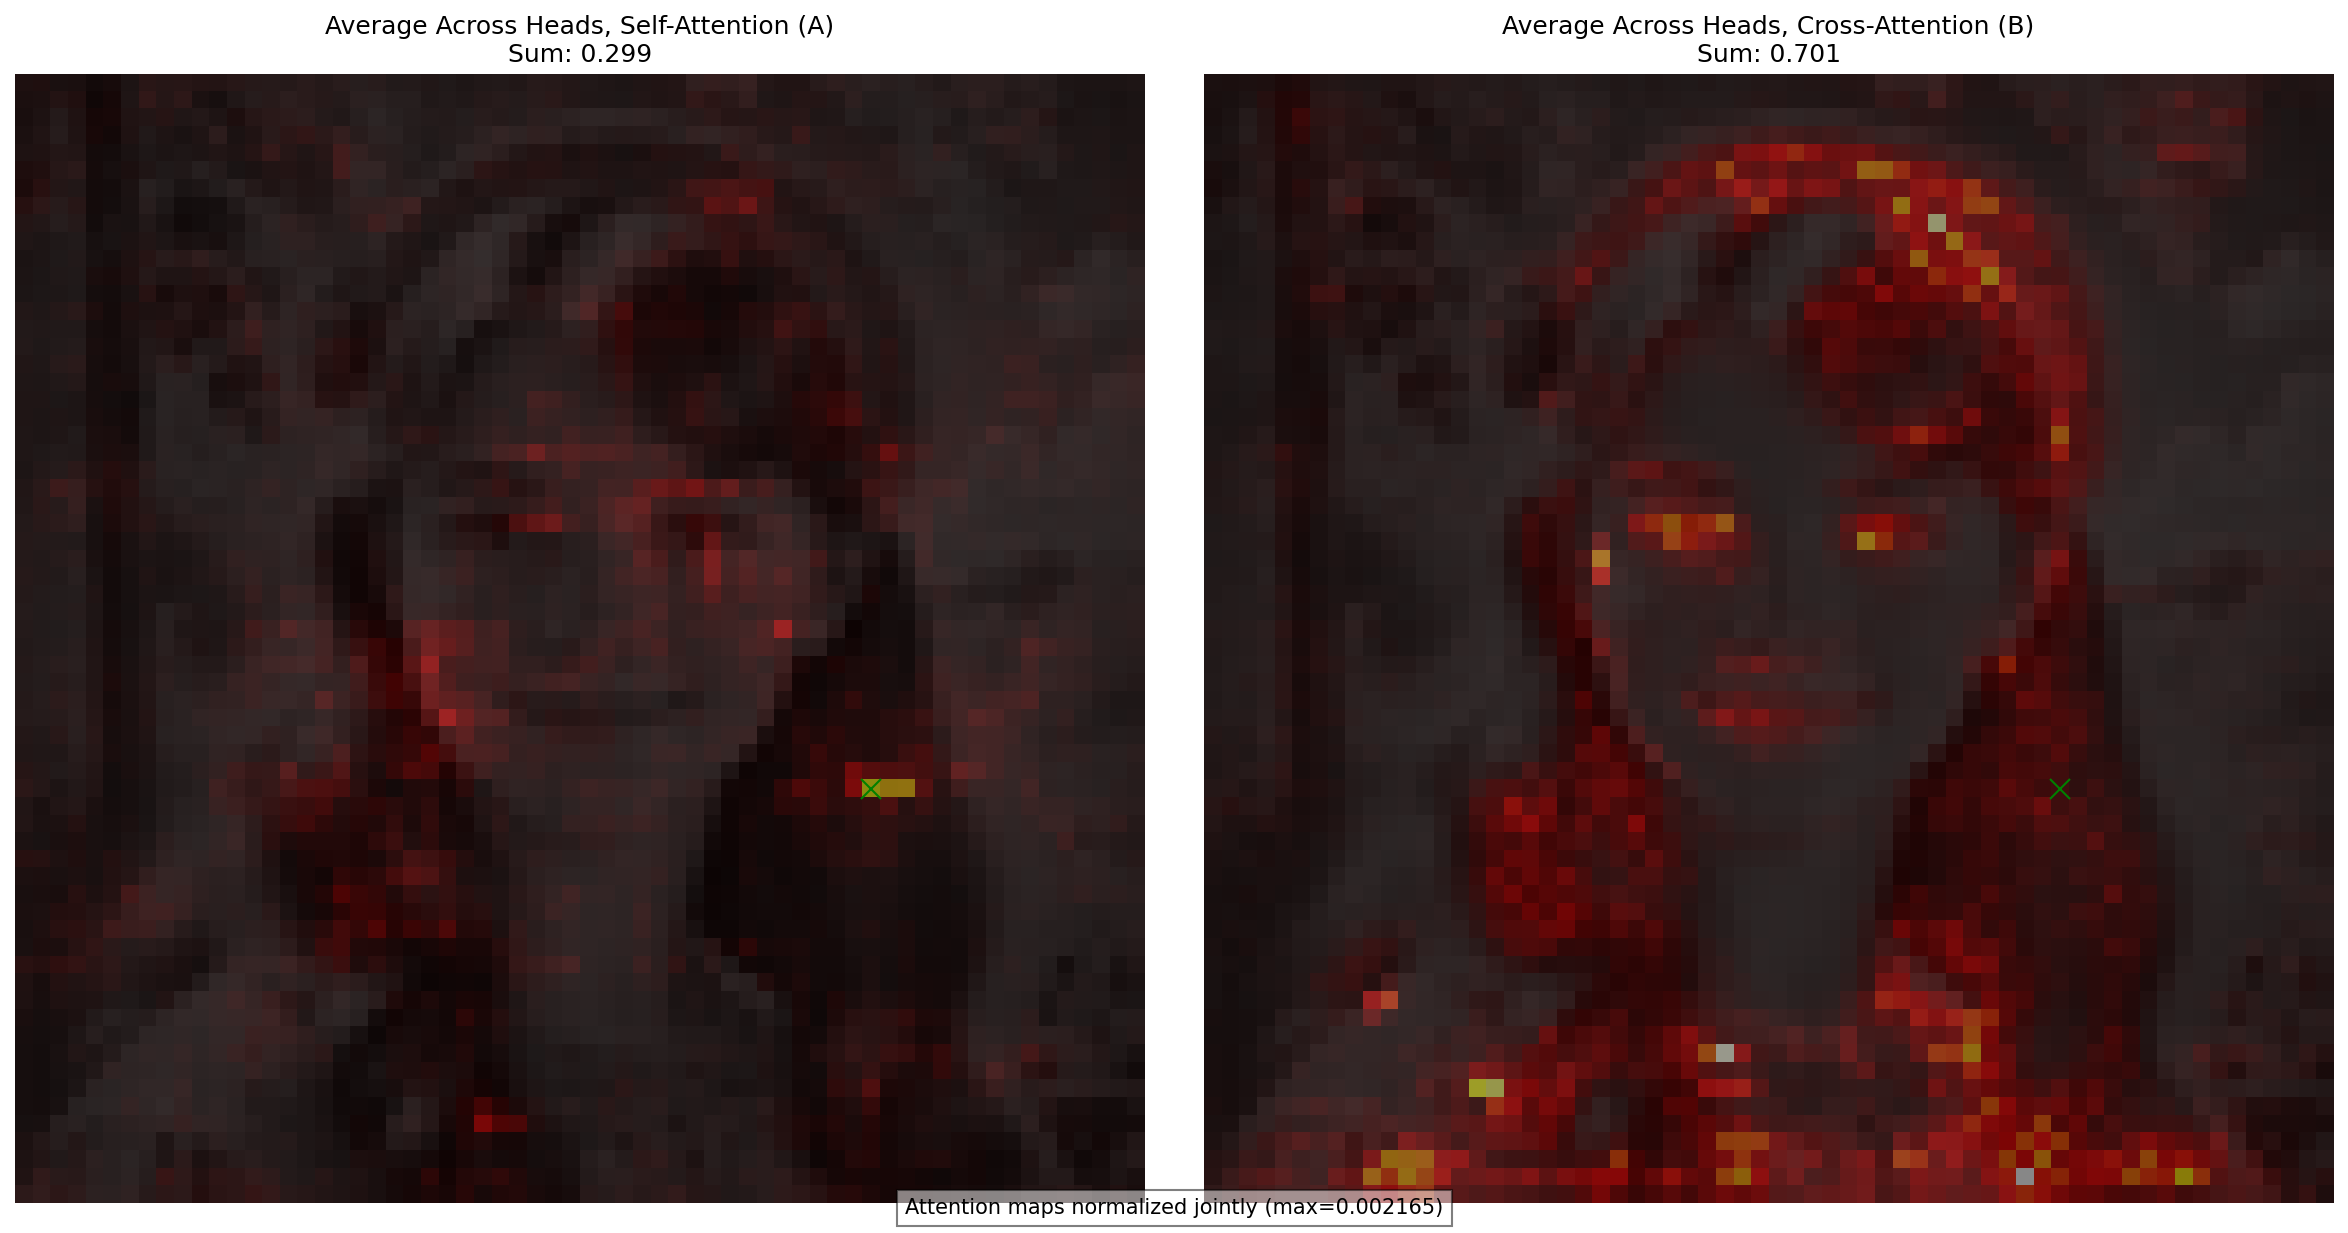 Average Across Heads, Self-Attention (A)
Sum: 0.299
Average Across Heads, Cross-Attention (B)
Sum: 0.701
Attention maps normalized jointly (max=0.002165)